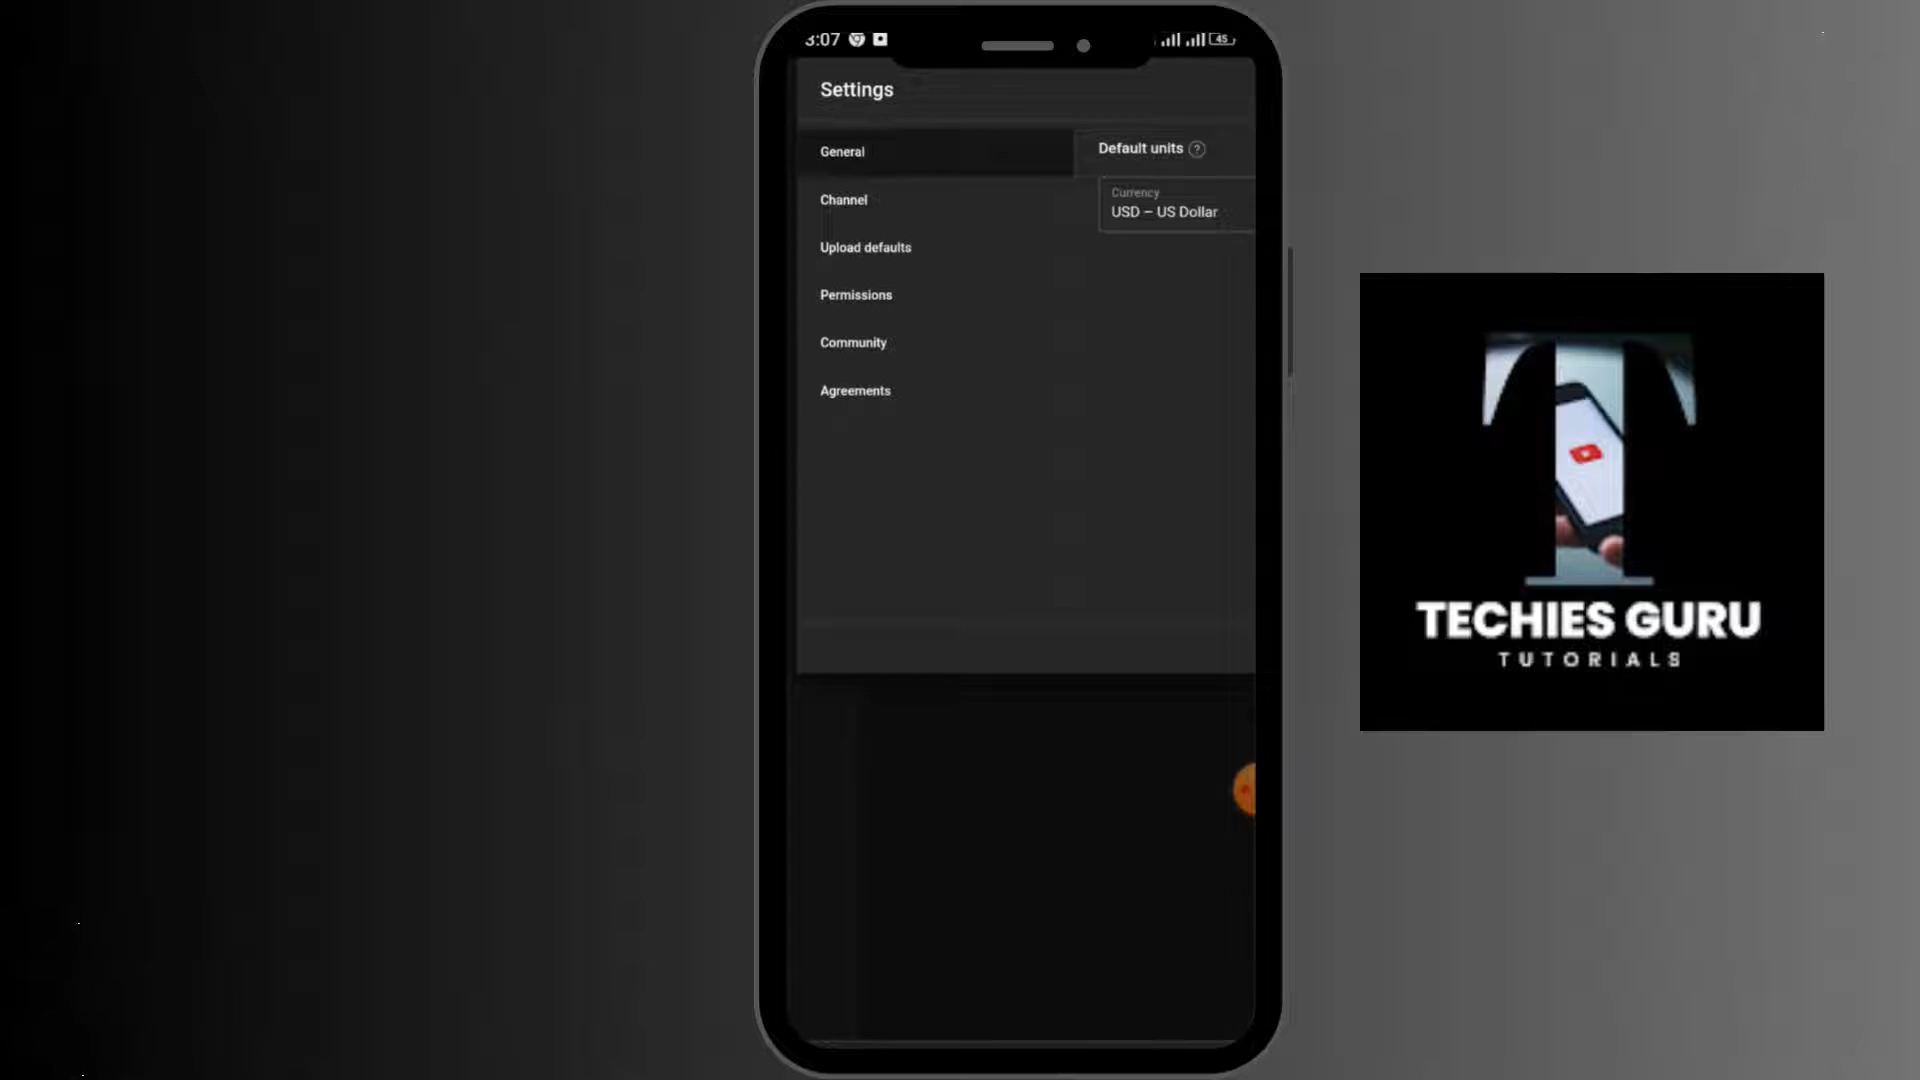 3:07
45
Settings
General
Default units ?
Channel
Currency
USD – US Dollar
Upload defaults
Permissions
Community
Agreements
TECHIES GURU
TUTORIALS